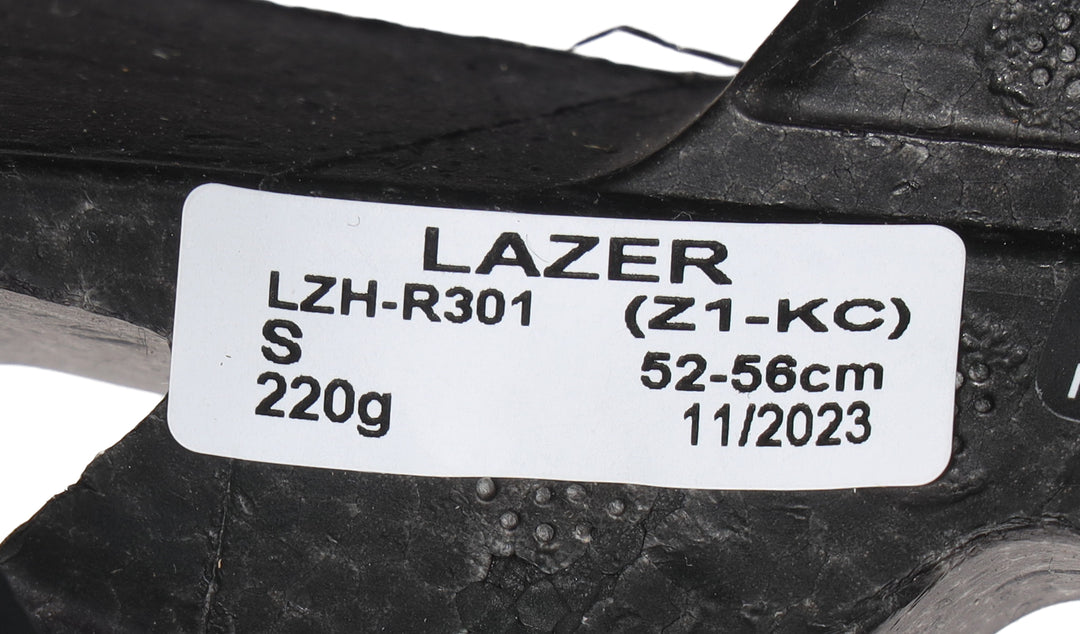 LAZER
LZH-R301 (Z1-KC)
S 52-56cm
220g 11/2023